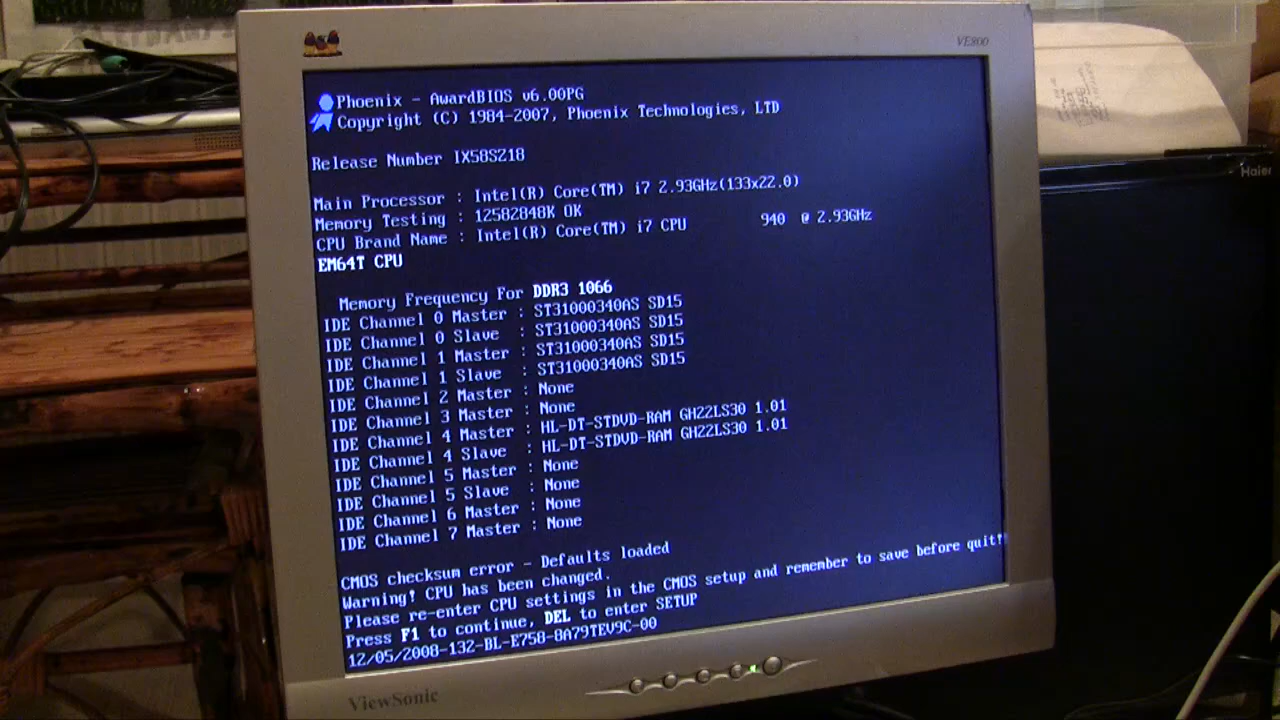 VE800
Phoenix - AwardBIOS v6.00PG
Copyright (C) 1984-2007, Phoenix Technologies, LTD
Release Number IX58SZ18
Main Processor : Intel(R) Core(TM) i7 2.93GHz(133x22.0)
Memory Testing : 12582848K OK
CPU Brand Name : Intel(R) Core(TM) i7 CPU 940 @ 2.93GHz
EM64T CPU
Memory Frequency For DDR3 1066
IDE Channel 0 Master : ST31000340AS SD15
IDE Channel 0 Slave : ST31000340AS SD15
IDE Channel 1 Master : ST31000340AS SD15
IDE Channel 1 Slave : ST31000340AS SD15
IDE Channel 2 Master : None
IDE Channel 3 Master : None
IDE Channel 4 Master : HL-DT-STDVD-RAM GH22LS30 1.01
IDE Channel 4 Slave : HL-DT-STDVD-RAM GH22LS30 1.01
IDE Channel 5 Master : None
IDE Channel 5 Slave : None
IDE Channel 6 Master : None
IDE Channel 7 Master : None
CMOS checksum error - Defaults loaded
Warning! CPU has been changed.
Please re-enter CPU settings in the CMOS setup and remember to save before quit!!
Press F1 to continue, DEL to enter SETUP
12/05/2008-132-BL-E758-8A79TEV9C-00
ViewSonic
Haier